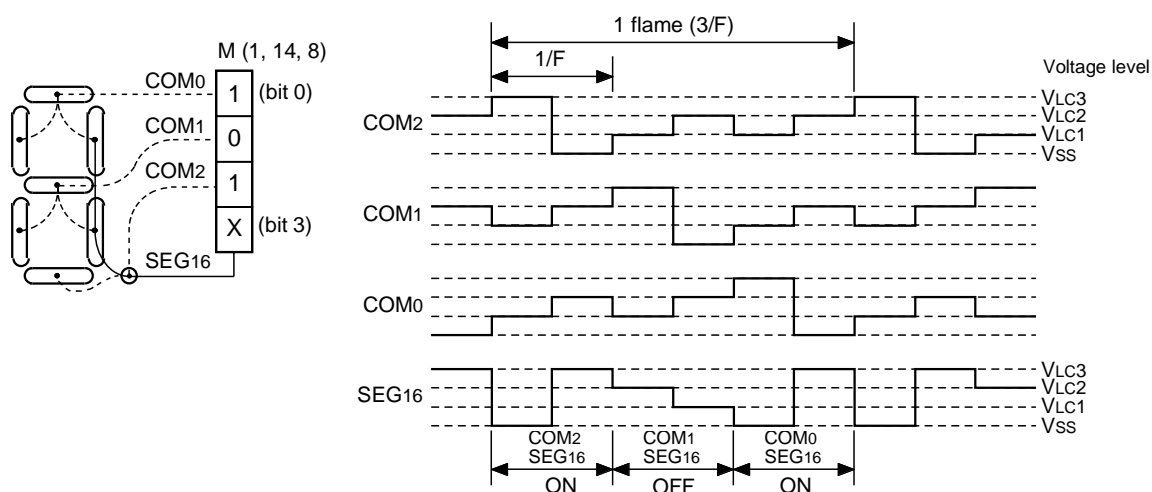 M (1, 14, 8)
COM0
1
(bit 0)
COM1
0
COM2
1
X
(bit 3)
SEG16
1 flame (3/F)
1/F
Voltage level
COM2
VLC3
VLC2
VLC1
VSS
COM1
COM0
SEG16
VLC3
VLC2
VLC1
VSS
COM2 COM1 COM0
SEG16 SEG16 SEG16
ON OFF ON